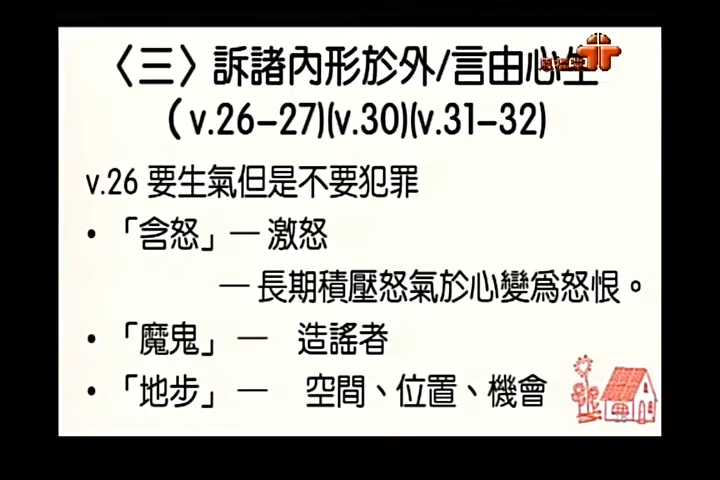 〈三〉訴諸內形於外/言由心生
（v.26-27)(v.30)(v.31-32)
v.26 要生氣但是不要犯罪
•「含怒」— 激怒
— 長期積壓怒氣於心變為怒恨。
•「魔鬼」— 造謠者
•「地步」— 空間、位置、機會